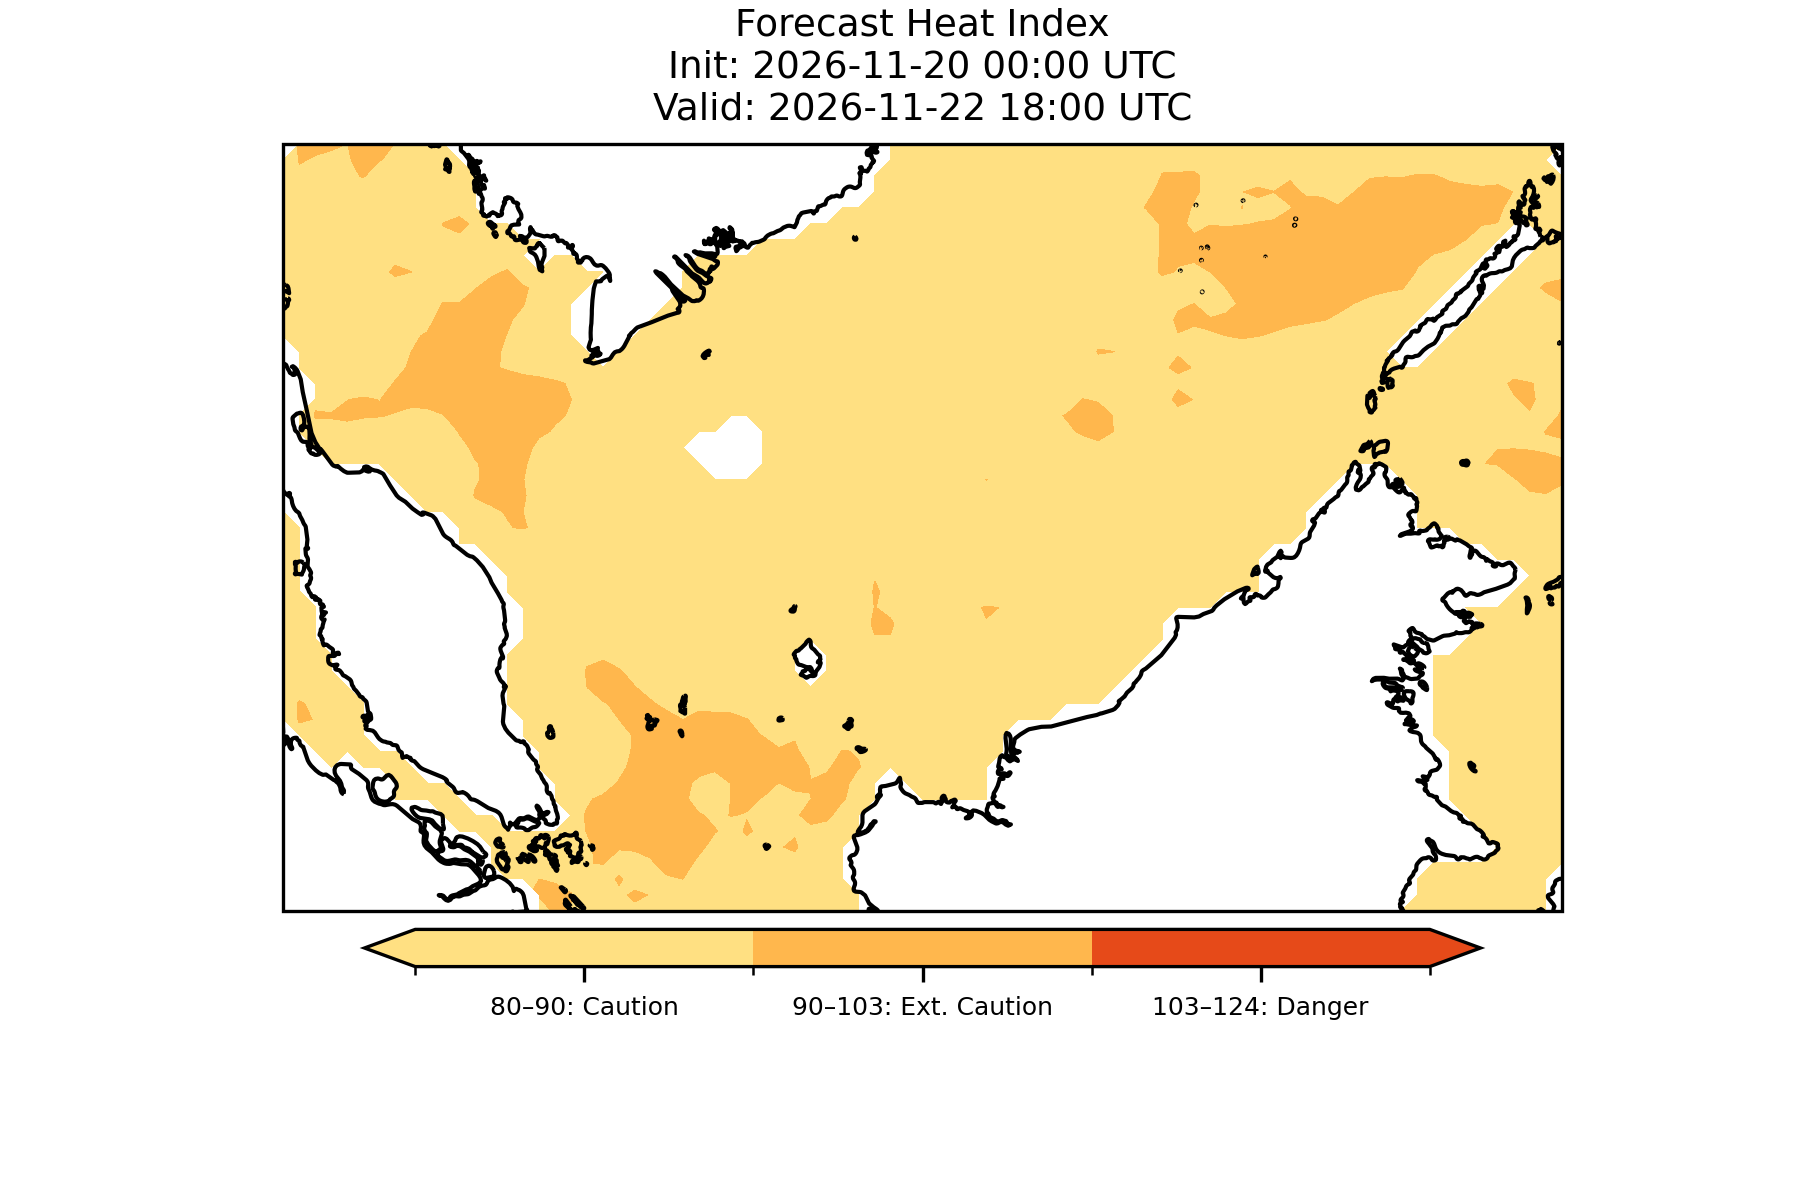 Forecast Heat Index
Init: 2026-11-20 00:00 UTC
Valid: 2026-11-22 18:00 UTC
80–90: Caution
90–103: Ext. Caution
103–124: Danger